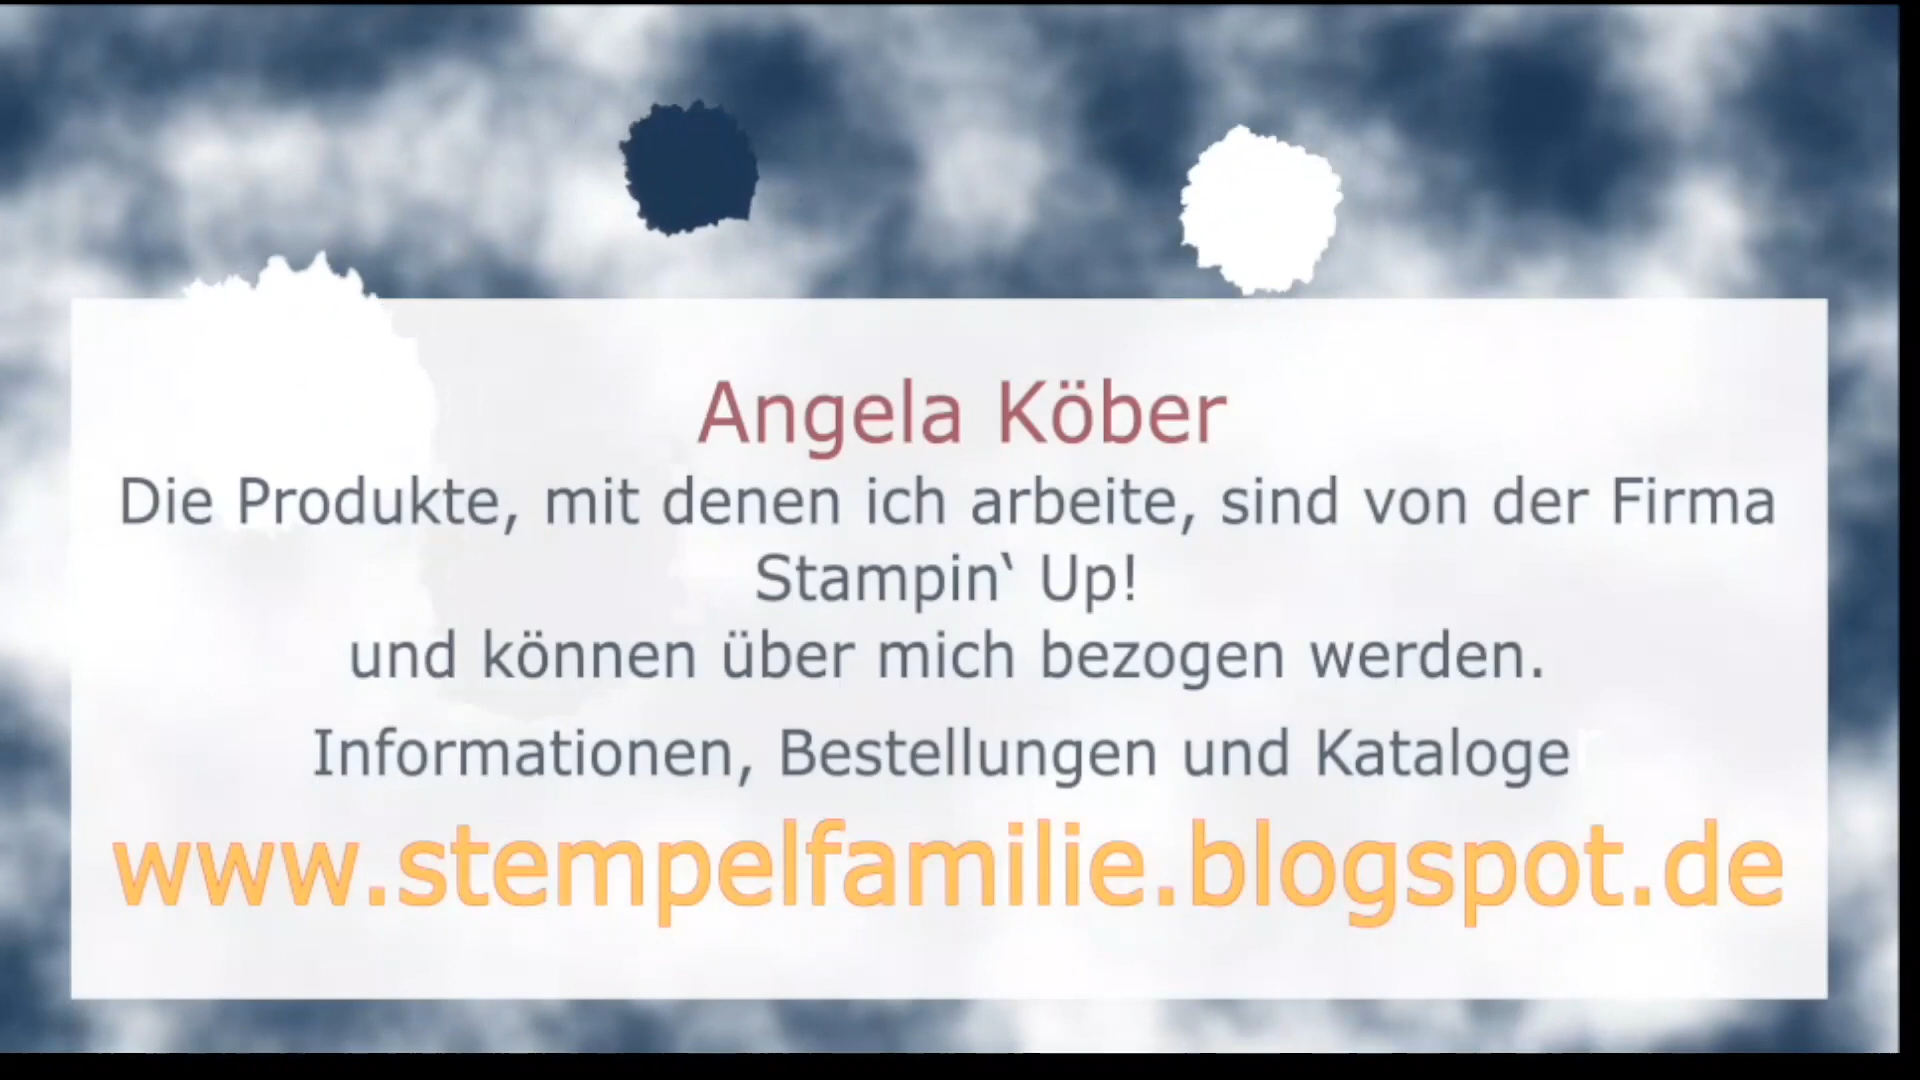 Angela Köber
Die Produkte, mit denen ich arbeite, sind von der Firma
Stampin‘ Up!
und können über mich bezogen werden.
Informationen, Bestellungen und Kataloge
www.stempelfamilie.blogspot.de